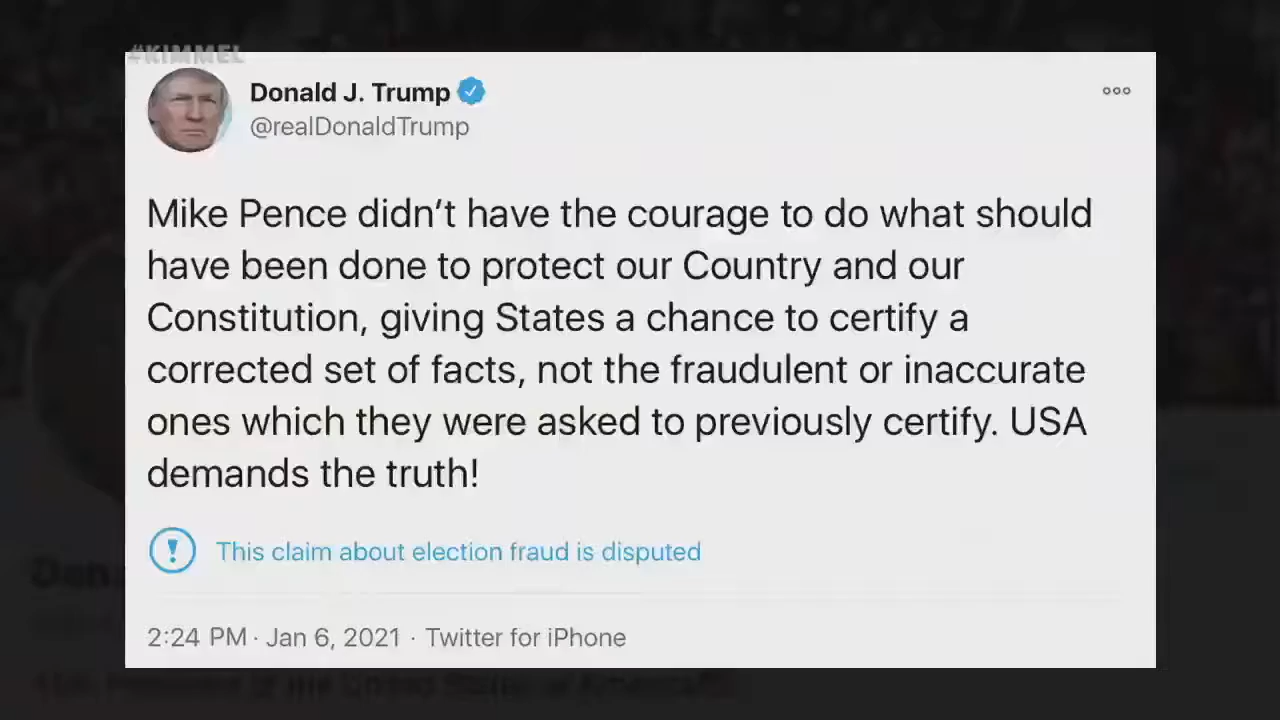 #KIMMEL
Donald J. Trump
@realDonaldTrump
Mike Pence didn’t have the courage to do what should
have been done to protect our Country and our
Constitution, giving States a chance to certify a
corrected set of facts, not the fraudulent or inaccurate
ones which they were asked to previously certify. USA
demands the truth!
This claim about election fraud is disputed
2:24 PM · Jan 6, 2021 · Twitter for iPhone